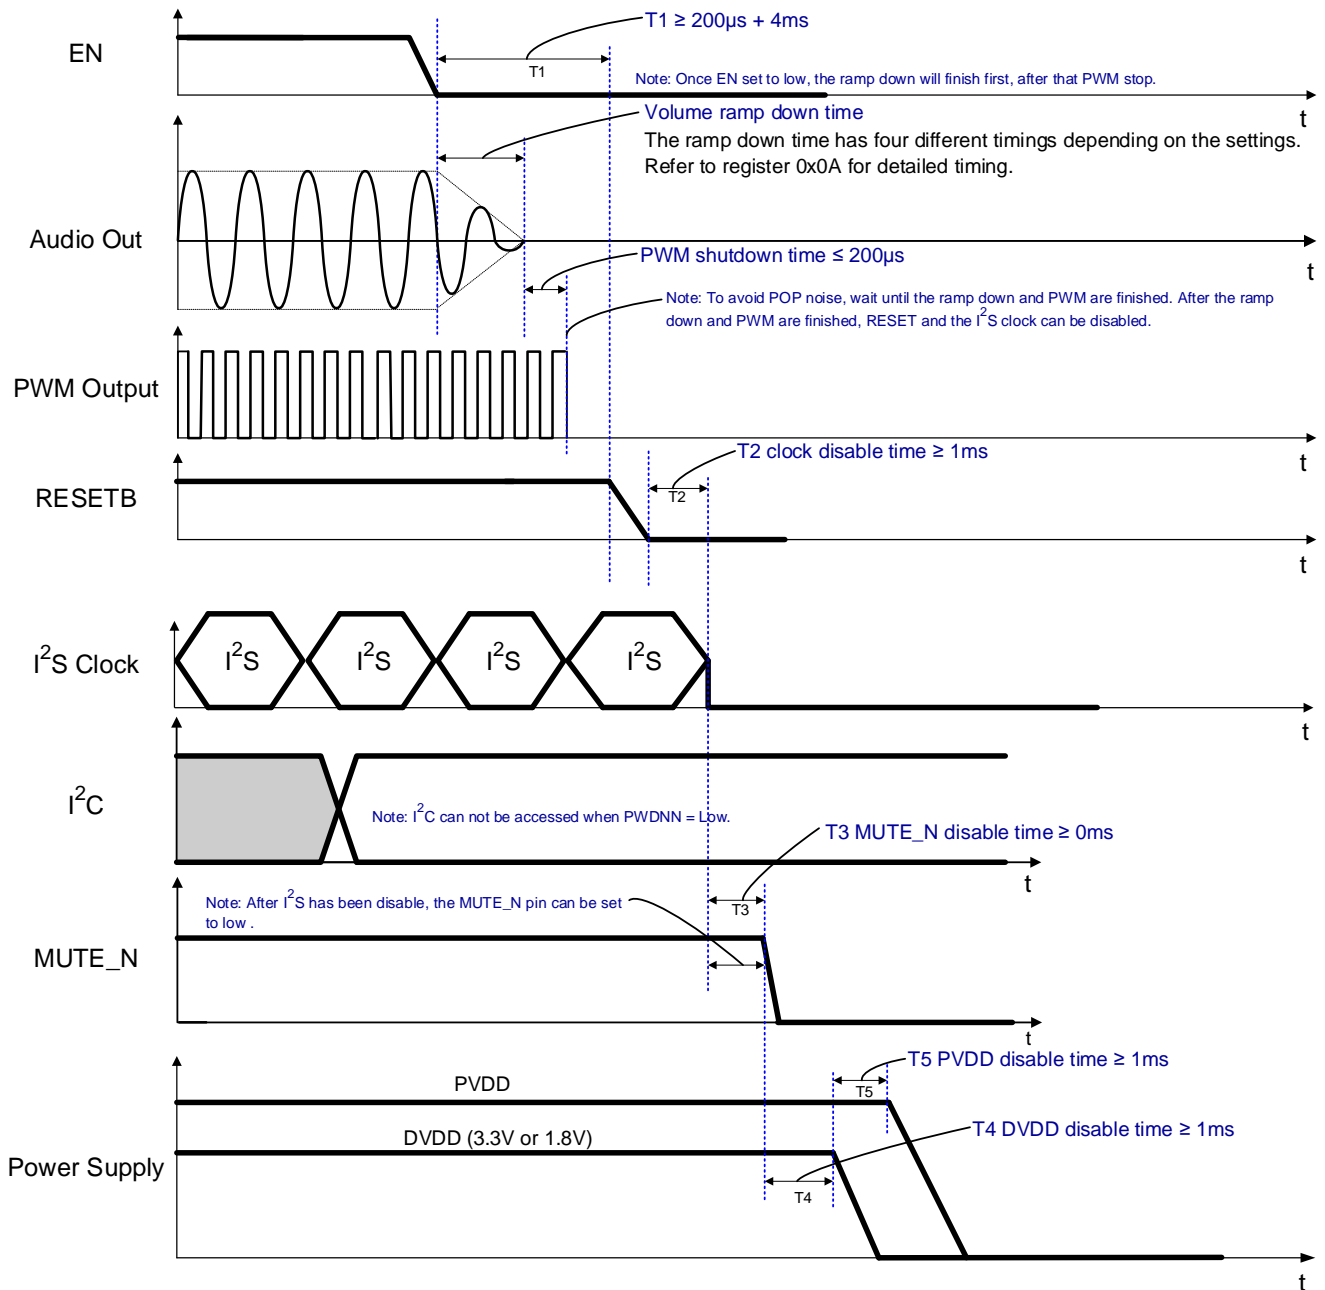 T1 ≥ 200µs + 4ms
EN
T1
Note: Once EN set to low, the ramp down will finish first, after that PWM stop.
t
Volume ramp down time
The ramp down time has four different timings depending on the settings.
Refer to register 0x0A for detailed timing.
Audio Out
PWM shutdown time ≤ 200µs
t
Note: To avoid POP noise, wait until the ramp down and PWM are finished. After the ramp
down and PWM are finished, RESET and the I²S clock can be disabled.
PWM Output
T2 clock disable time ≥ 1ms
t
RESETB
T2
t
I²S Clock
I²S I²S I²S I²S
t
I²C
Note: I²C can not be accessed when PWDNN = Low.
T3 MUTE_N disable time ≥ 0ms
t
Note: After I²S has been disable, the MUTE_N pin can be set
to low .
T3
MUTE_N
t
T5 PVDD disable time ≥ 1ms
PVDD
T5
T4 DVDD disable time ≥ 1ms
DVDD (3.3V or 1.8V)
Power Supply
T4
t